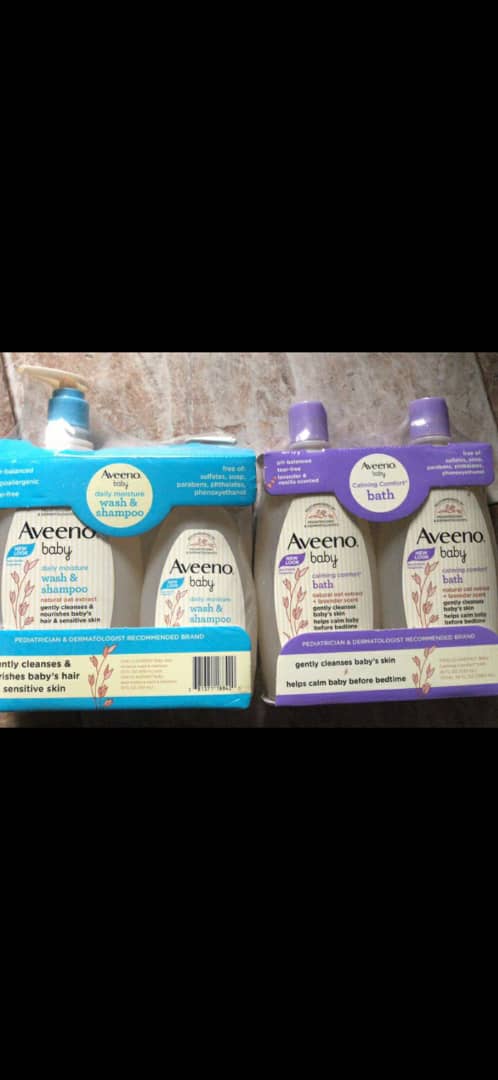 Aveeno
baby
daily moisture
wash &
shampoo
free of:
sulfates, soap,
parabens, phthalates,
phenoxyethanol
Aveeno
baby
NEW
LOOK
daily moisture
wash &
shampoo
natural oat extract
gently cleanses &
nourishes baby's
hair & sensitive skin
Aveeno
baby
daily moisture
wash &
shampoo
PEDIATRICIAN & DERMATOLOGIST RECOMMENDED BRAND
cleanses &
baby's hair
sensitive skin
pH-balanced
tear-free
lavender &
vanilla scented
Aveeno
baby
Calming Comfort®
bath
free of:
sulfates, soap,
parabens, phthalates,
phenoxyethanol
Aveeno
baby
NEW
LOOK
calming comfort®
bath
natural oat extract
+ lavender scent
gently cleanses
baby's skin
helps calm baby
before bedtime
Aveeno
baby
NEW
LOOK
calming comfort®
bath
natural oat extract
+ lavender scent
gently cleanses
baby's skin
helps calm baby
before bedtime
PEDIATRICIAN & DERMATOLOGIST RECOMMENDED BRAND
gently cleanses baby's skin
helps calm baby before bedtime